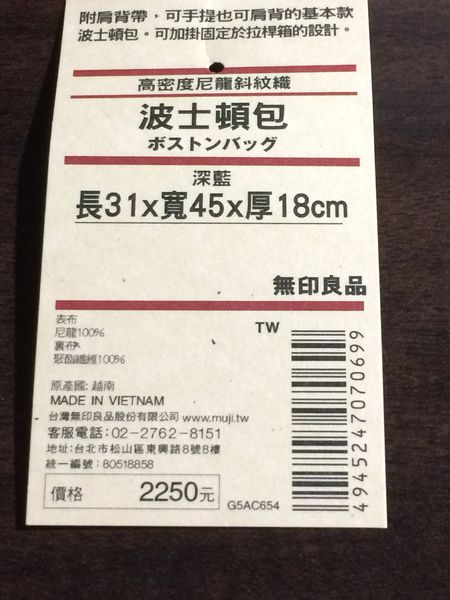 附肩背帶，可手提也可肩背的基本款
波士頓包。可加掛固定於拉桿箱的設計。
高密度尼龍斜紋織
波士頓包
ボストンバッグ
深藍
長31x寬45x厚18cm
無印良品
表布
尼龍100%
裏布
聚酯纖維100%
TW
原產國: 越南
MADE IN VIETNAM
台灣無印良品股份有限公司 www.muji.tw
客服電話：02-2762-8151
地址:台北市松山區東興路8號8樓
統一編號：80518858
價格 2250元
G5AC654
4945247070699